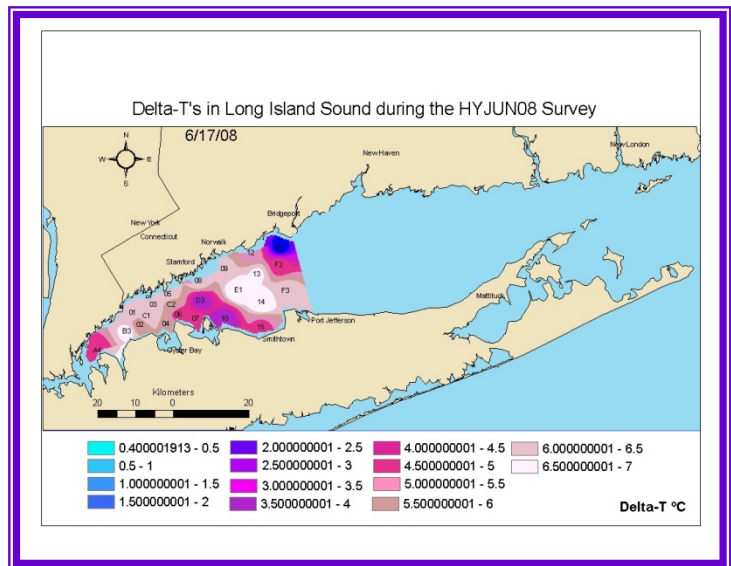 Delta-T's in Long Island Sound during the HYJUN08 Survey
6/17/08
N
W E
S
New London
New Haven
New York
Connecticut
Bridgeport
Norwalk
Stamford
12
F2
09
13
08
E1
F3
05
03
C2
D3
14
01
C1
06
07
10
15
B3
02
04
A4
Mattituck
Port Jefferson
Smithtown
Oyster Bay
Kilometers
20 10 0 20
0.400001913 - 0.5
0.5 - 1
1.000000001 - 1.5
1.500000001 - 2
2.000000001 - 2.5
2.500000001 - 3
3.000000001 - 3.5
3.500000001 - 4
4.000000001 - 4.5
4.500000001 - 5
5.000000001 - 5.5
5.500000001 - 6
6.000000001 - 6.5
6.500000001 - 7
Delta-T ºC